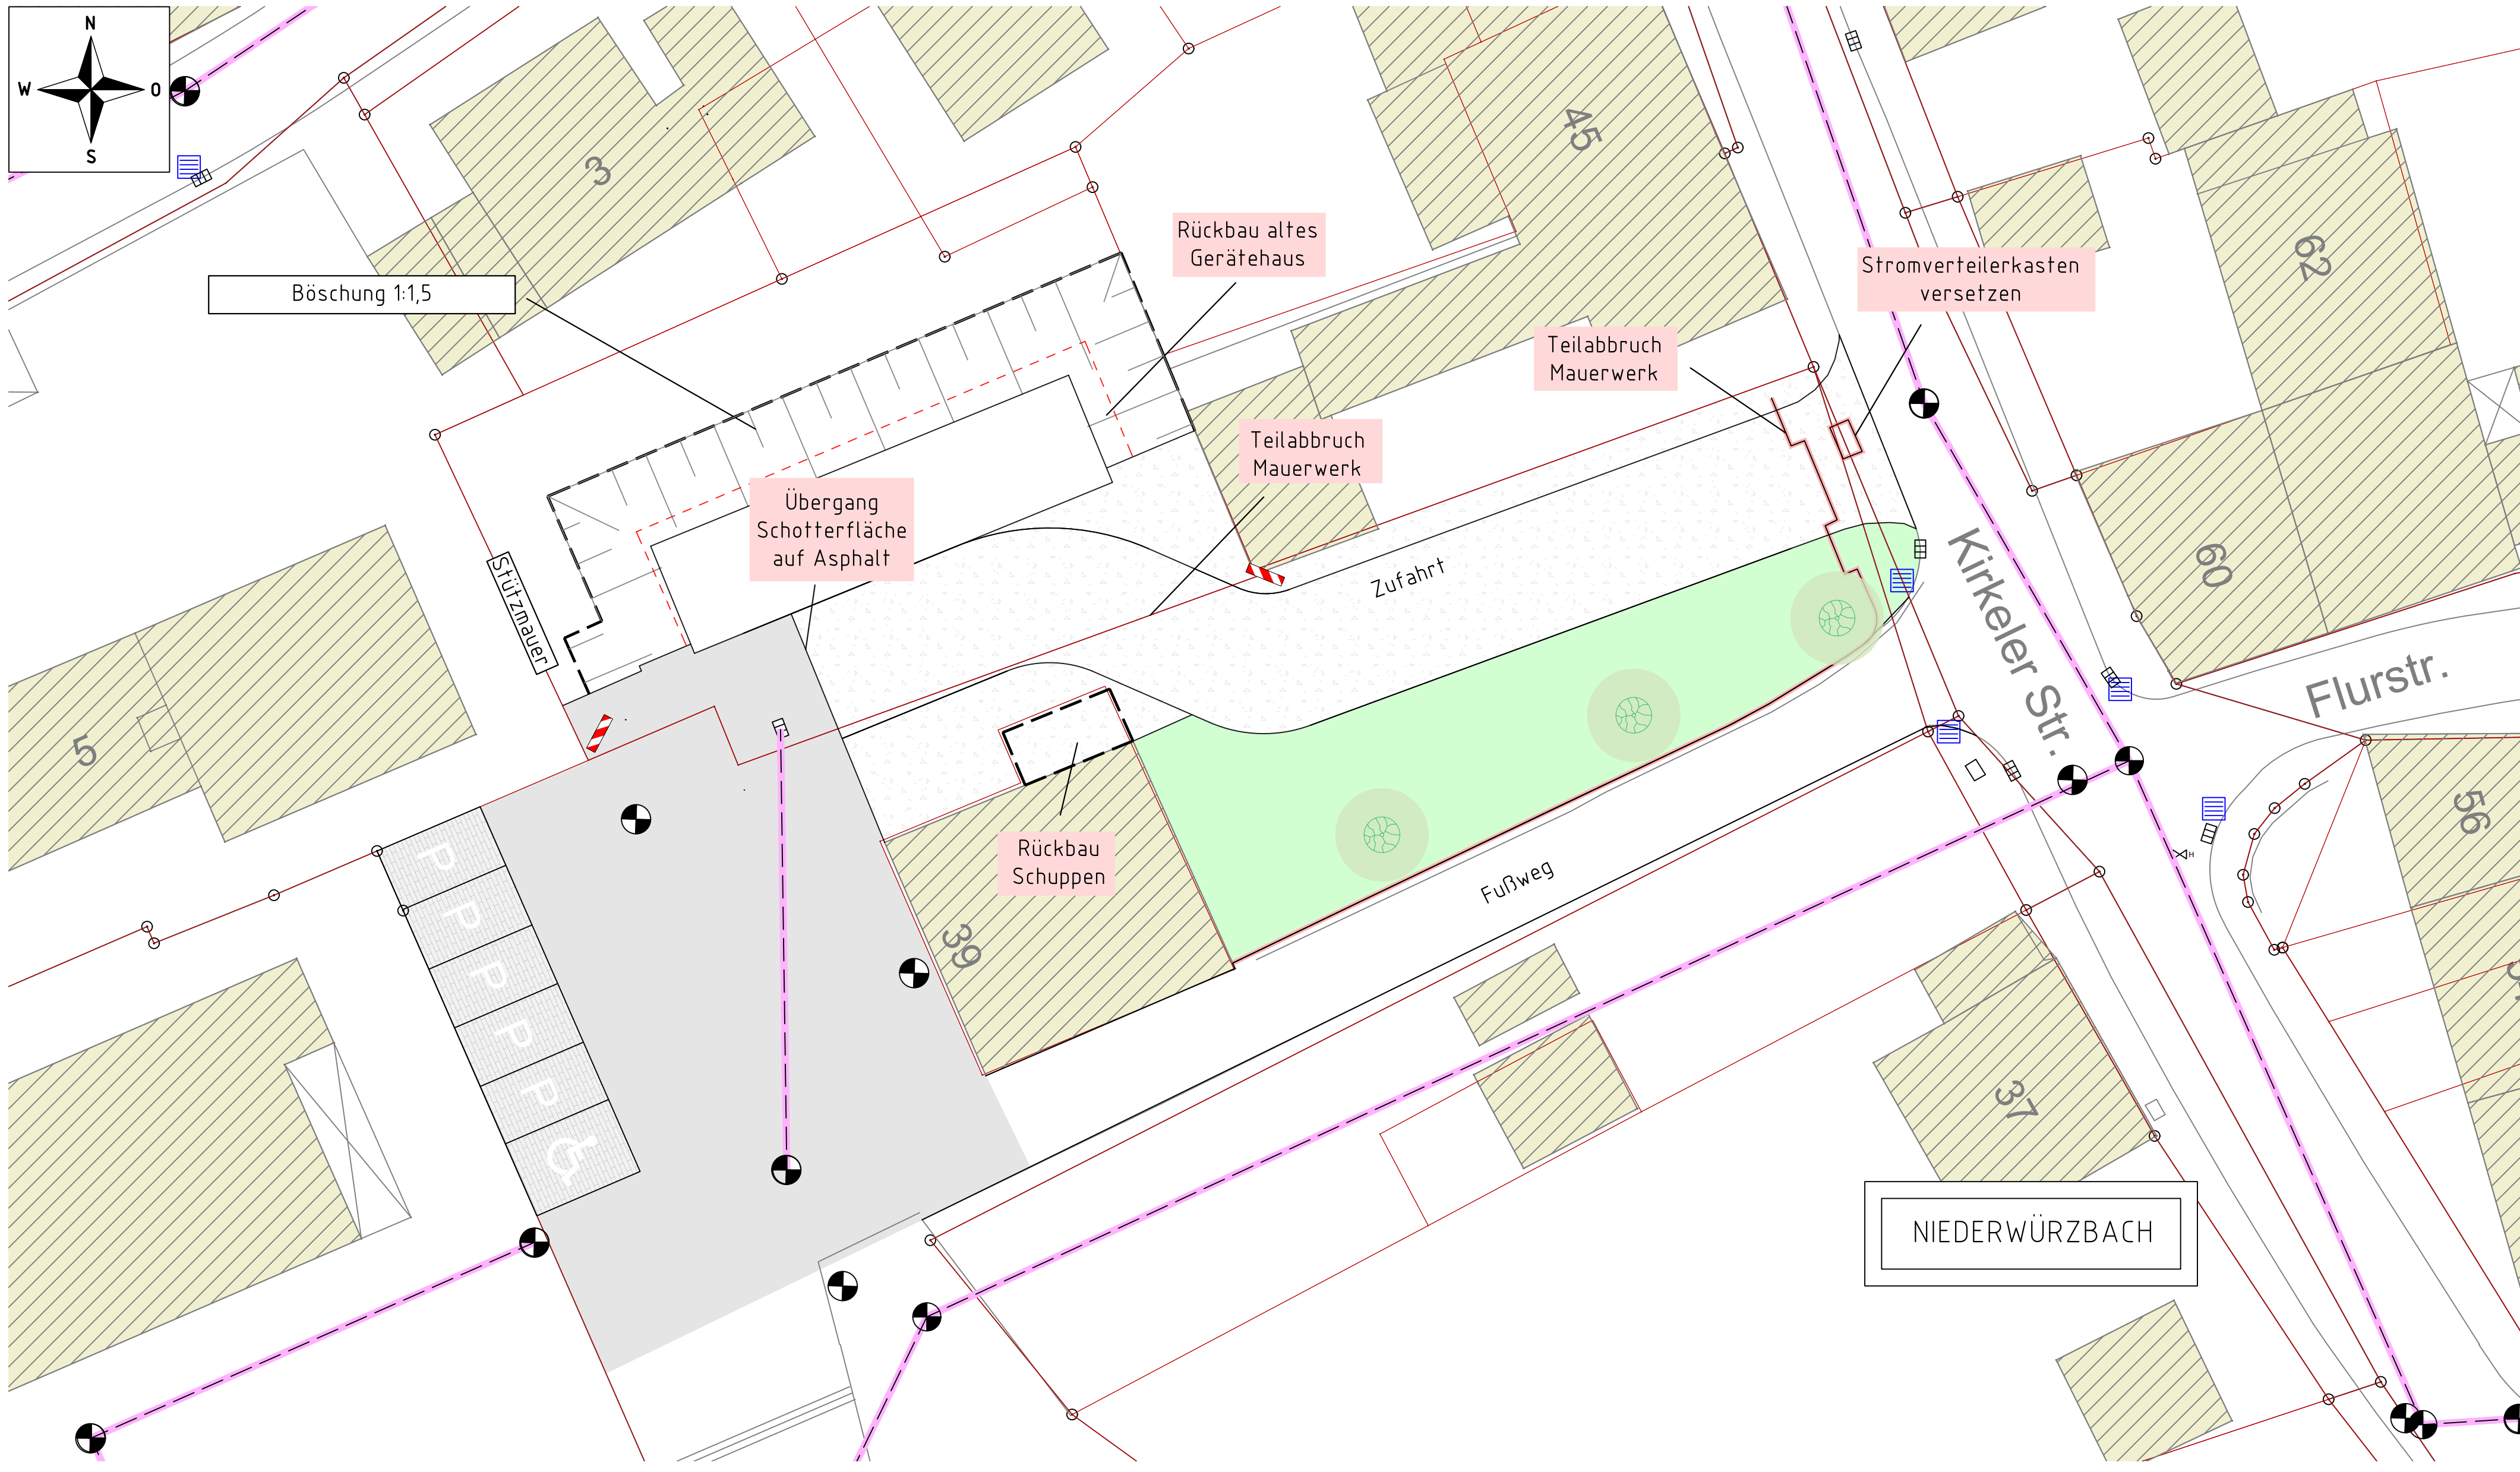 N
W
O
S
3
45
62
Rückbau altes
Gerätehaus
Stromverteilerkasten
versetzen
Böschung 1:1,5
Teilabbruch
Mauerwerk
Teilabbruch
Mauerwerk
Übergang
Schotterfläche
auf Asphalt
Zufahrt
Stützmauer
Kirkeler Str.
60
Flurstr.
5
56
H
Rückbau
Schuppen
39
Fußweg
P
P
P
P
P
37
NIEDERWÜRZBACH